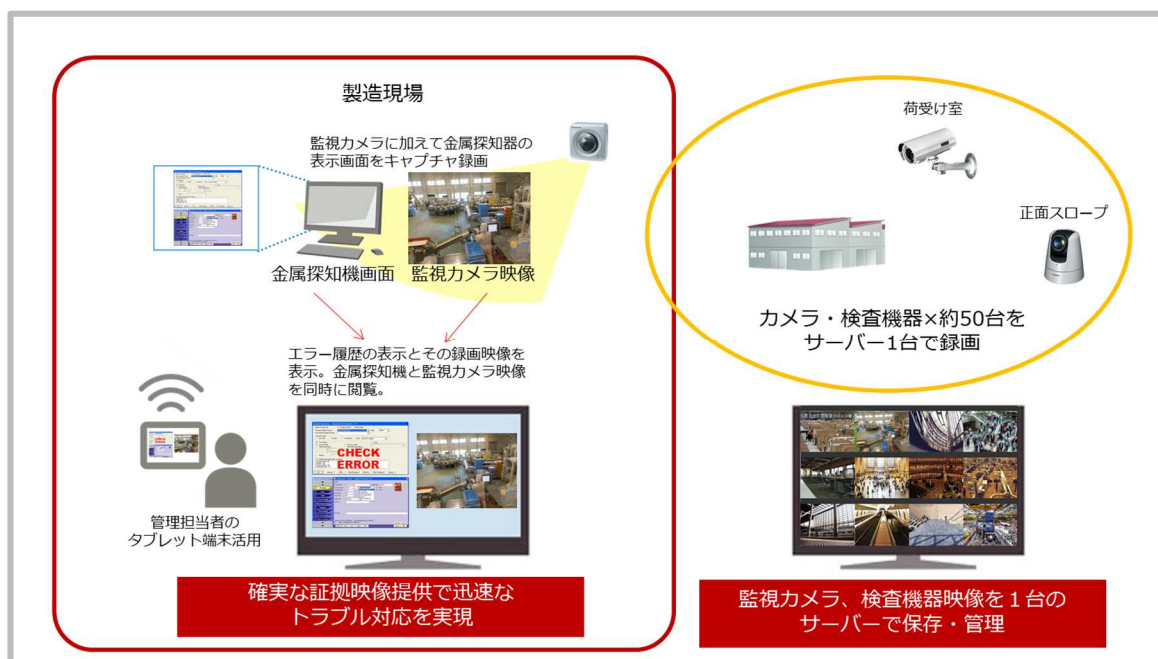 製造現場
監視カメラに加えて金属探知器の
表示画面をキャプチャ録画
金属探知機画面
監視カメラ映像
エラー履歴の表示とその録画映像を
表示。金属探知機と監視カメラ映像
を同時に閲覧。
CHECK
ERROR
管理担当者の
タブレット端末活用
確実な証拠映像提供で迅速な
トラブル対応を実現
荷受け室
正面スロープ
カメラ・検査機器×約50台を
サーバー1台で録画
監視カメラ、検査機器映像を１台の
サーバーで保存・管理